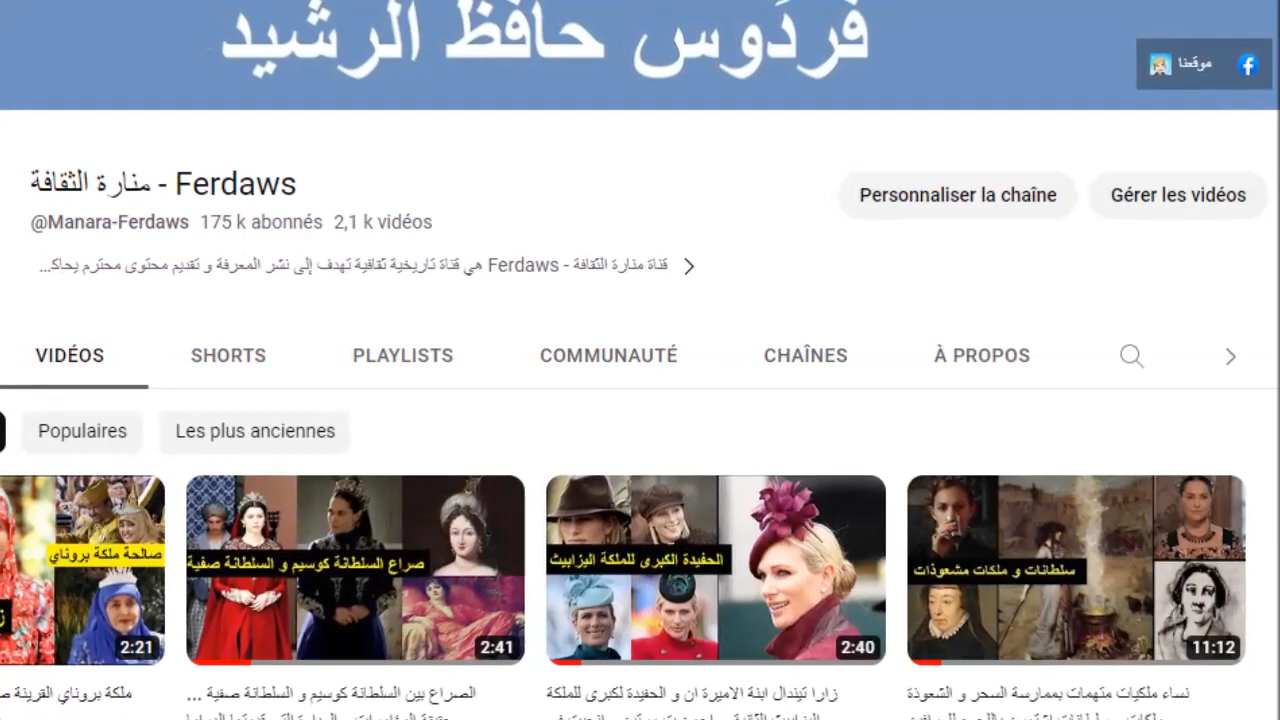 فردوس حافظ الرشيد
موقعنا
منارة الثقافة - Ferdaws
@Manara-Ferdaws 175 k abonnés 2,1 k vidéos
Personnaliser la chaîne
Gérer les vidéos
قناة منارة الثقافة - Ferdaws هي قناة تاريخية ثقافية تهدف إلى نشر المعرفة و تقديم محتوى محترم يحاك...
VIDÉOS SHORTS PLAYLISTS COMMUNAUTÉ CHAÎNES À PROPOS
Populaires Les plus anciennes
صالحة ملكة بروناي
2:21
صراع السلطانة كوسيم و السلطانة صفية
2:41
الحفيدة الكبرى للملكة اليزابيث
2:40
سلطانات و ملكات مشعوذات
11:12
ملكة بروناي القرينة
الصراع بين السلطانة كوسيم و السلطانة صفية ...
زارا تيندال ابنة الاميرة ان و الحفيدة لكبرى للملكة
نساء ملكيات متهمات بممارسة السحر و الشعوذة